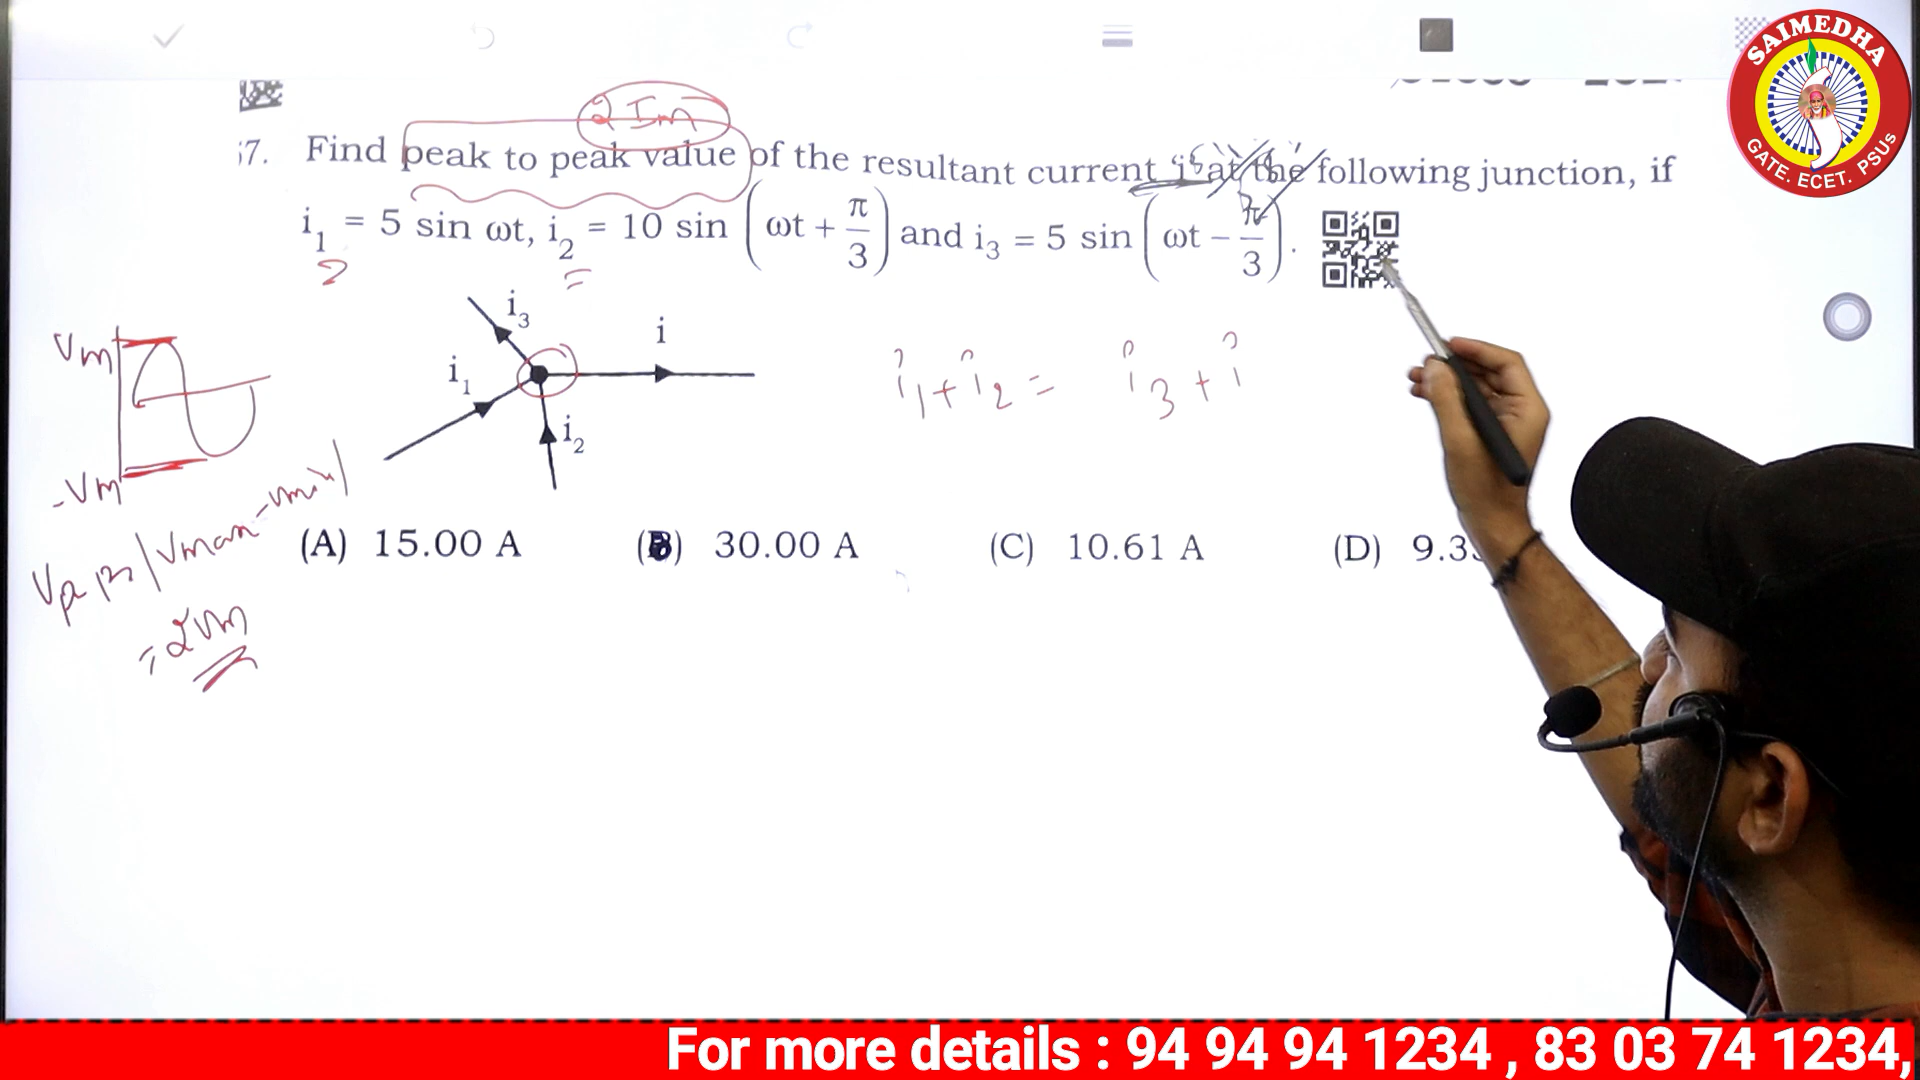 SAIMEDHA
GATE. ECET. PSUs
2 Im
7. Find peak to peak value of the resultant current 'i' at the following junction, if
i1 = 5 sin ωt, i2 = 10 sin (ωt + π/3) and i3 = 5 sin (ωt − π/3).
i3
i
i1
i2
i1 + i2 = i3 + i
Vm
-Vm
|Vmax - Vmin|
= 2Vm
(A) 15.00 A (B) 30.00 A (C) 10.61 A (D) 9.3
For more details : 94 94 94 1234 , 83 03 74 1234,